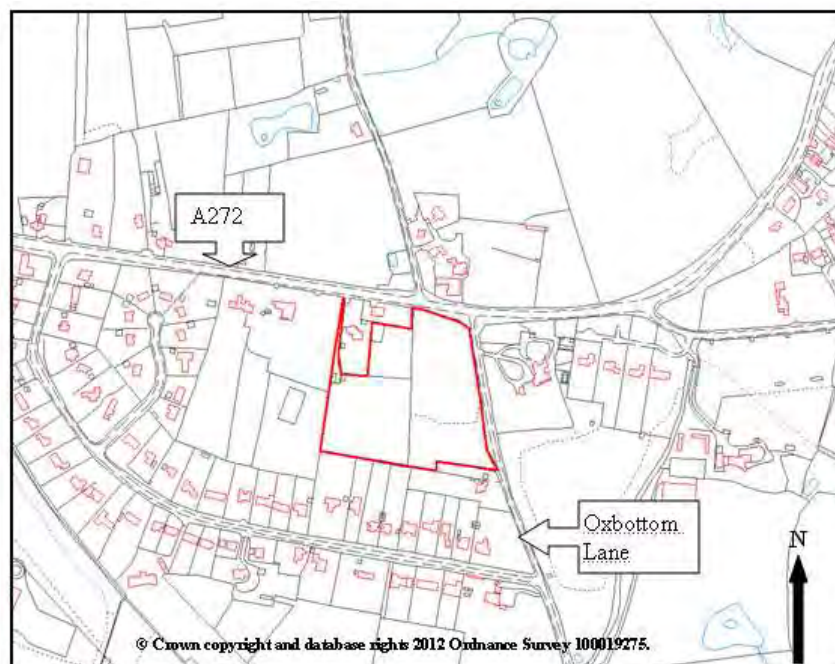 A272
Oxbottom
Lane
N
© Crown copyright and database rights 2012 Ordnance Survey 100019275.